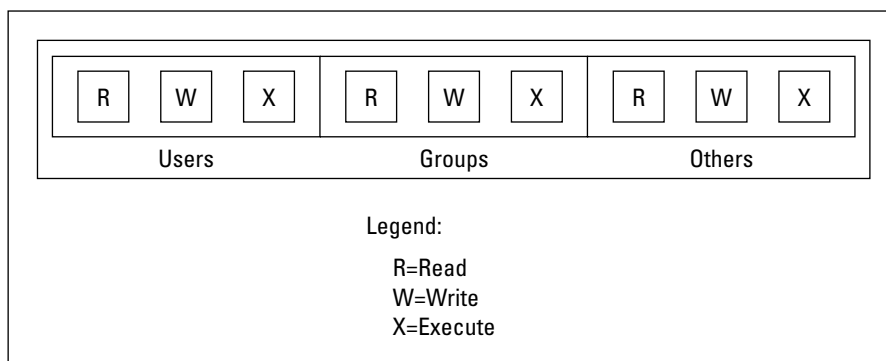 R W X R W X R W X
Users Groups Others
Legend:
R=Read
W=Write
X=Execute